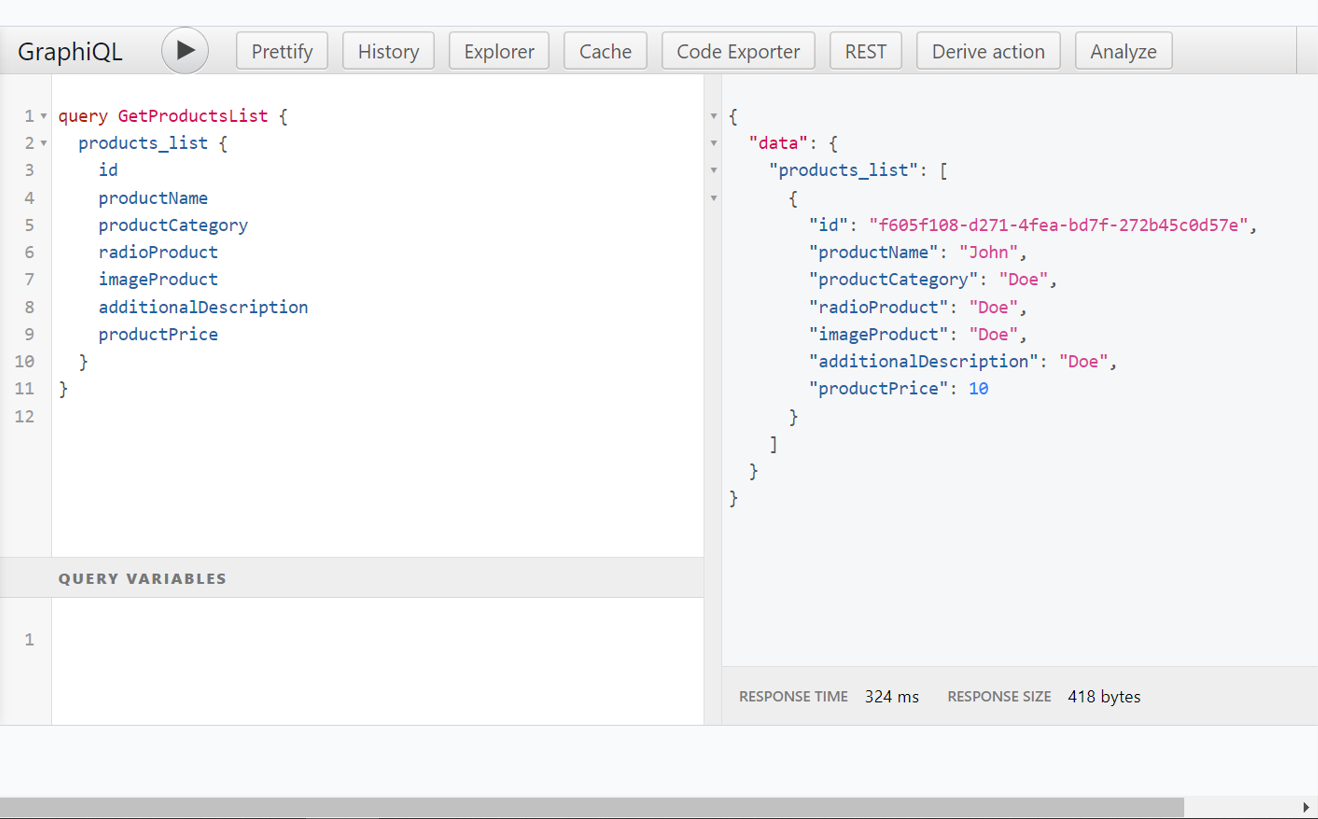 GraphiQL Prettify History Explorer Cache Code Exporter REST Derive action Analyze
1 query GetProductsList {
2 products_list {
3 id
4 productName
5 productCategory
6 radioProduct
7 imageProduct
8 additionalDescription
9 productPrice
10 }
11 }
12
QUERY VARIABLES
1
{
"data": {
"products_list": [
{
"id": "f605f108-d271-4fea-bd7f-272b45c0d57e",
"productName": "John",
"productCategory": "Doe",
"radioProduct": "Doe",
"imageProduct": "Doe",
"additionalDescription": "Doe",
"productPrice": 10
}
]
}
}
RESPONSE TIME 324 ms RESPONSE SIZE 418 bytes